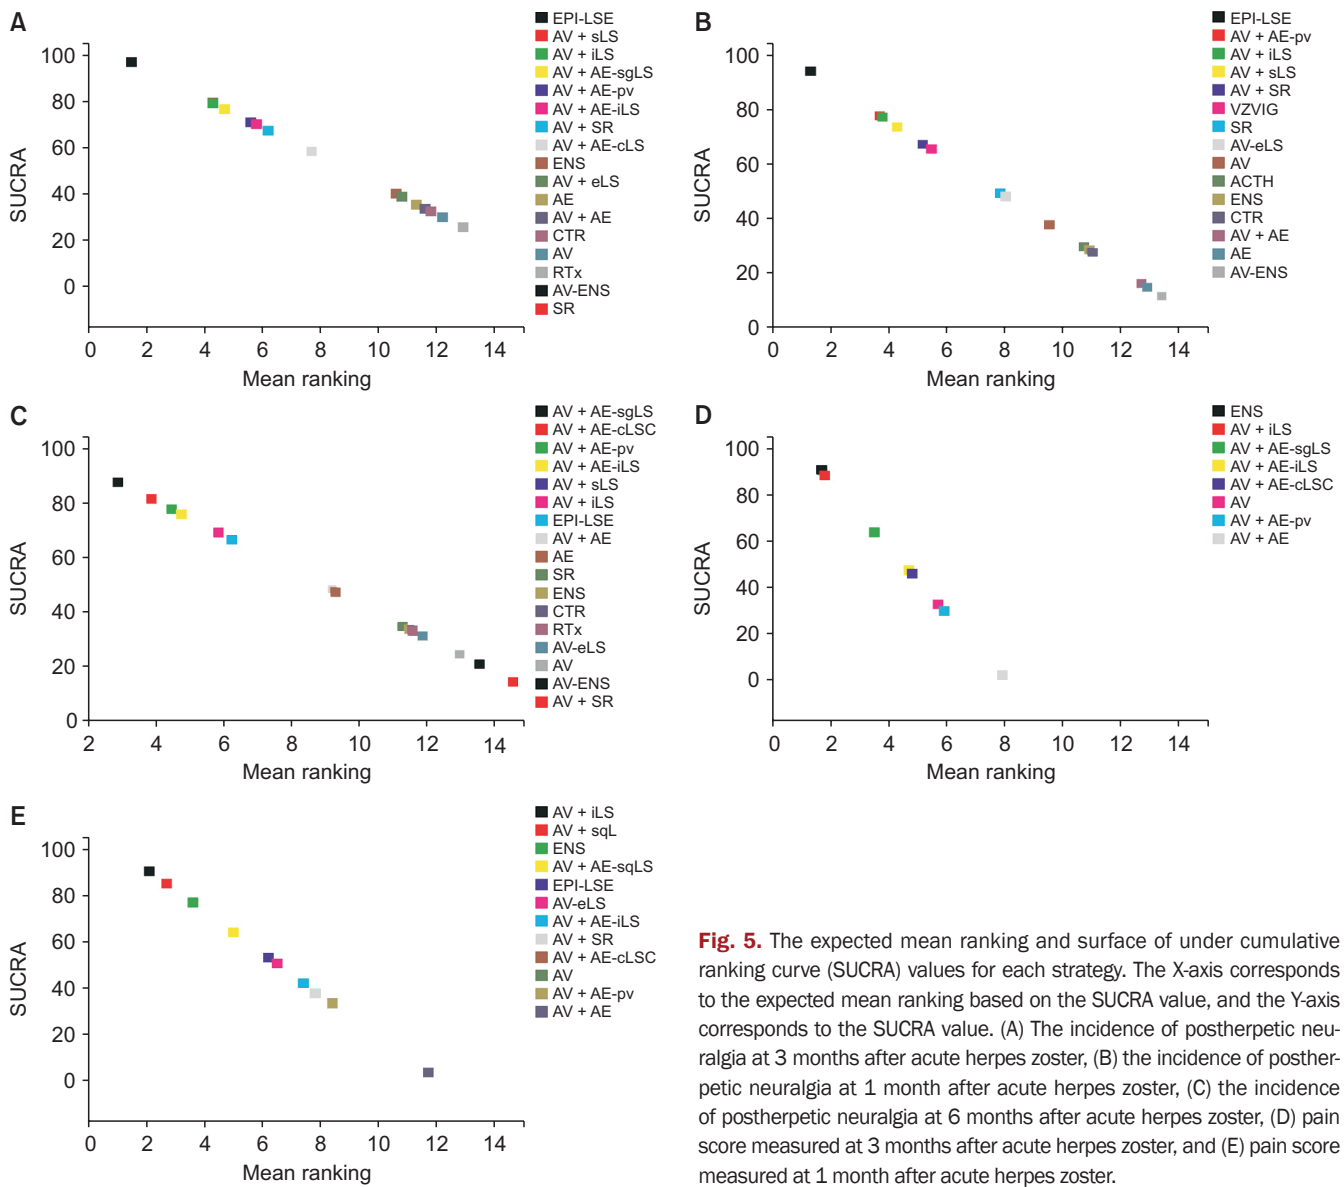 A
100
80
60
40
20
0
SUCRA
0 2 4 6 8 10 12 14
Mean ranking
EPI-LSE
AV + sLS
AV + iLS
AV + AE-sgLS
AV + AE-pv
AV + AE-iLS
AV + SR
AV + AE-cLS
ENS
AV + eLS
AE
AV + AE
CTR
AV
RTx
AV-ENS
SR
B
100
80
60
40
20
0
SUCRA
0 2 4 6 8 10 12 14
Mean ranking
EPI-LSE
AV + AE-pv
AV + iLS
AV + sLS
AV + SR
VZVIG
SR
AV-eLS
AV
ACTH
ENS
CTR
AV + AE
AE
AV-ENS
C
100
80
60
40
20
0
SUCRA
2 4 6 8 10 12 14
Mean ranking
AV + AE-sgLS
AV + AE-cLSC
AV + AE-pv
AV + AE-iLS
AV + sLS
AV + iLS
EPI-LSE
AV + AE
AE
SR
ENS
CTR
RTx
AV-eLS
AV
AV-ENS
AV + SR
D
100
80
60
40
20
0
SUCRA
0 2 4 6 8 10 12 14
Mean ranking
ENS
AV + iLS
AV + AE-sgLS
AV + AE-iLS
AV + AE-cLSC
AV
AV + AE-pv
AV + AE
E
100
80
60
40
20
0
SUCRA
0 2 4 6 8 10 12 14
Mean ranking
AV + iLS
AV + sqL
ENS
AV + AE-sqLS
EPI-LSE
AV-eLS
AV + AE-iLS
AV + SR
AV + AE-cLSC
AV
AV + AE-pv
AV + AE
Fig. 5. The expected mean ranking and surface of under cumulative
ranking curve (SUCRA) values for each strategy. The X-axis corresponds
to the expected mean ranking based on the SUCRA value, and the Y-axis
corresponds to the SUCRA value. (A) The incidence of postherpetic neu-
ralgia at 3 months after acute herpes zoster, (B) the incidence of posther-
petic neuralgia at 1 month after acute herpes zoster, (C) the incidence
of postherpetic neuralgia at 6 months after acute herpes zoster, (D) pain
score measured at 3 months after acute herpes zoster, and (E) pain score
measured at 1 month after acute herpes zoster.